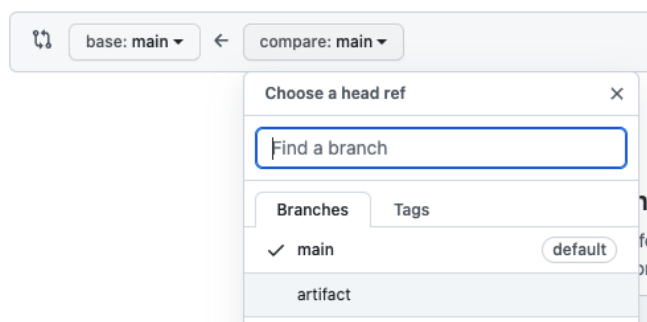 base: main ← compare: main
Choose a head ref
Find a branch
Branches Tags
main default
artifact